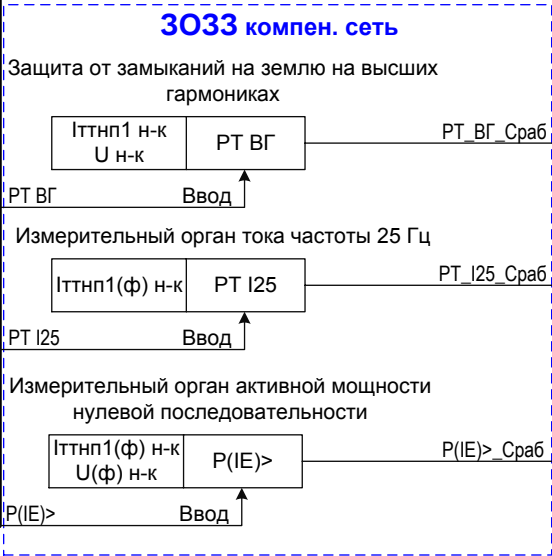 ЗОЗЗ компен. сеть
Защита от замыканий на землю на высших
гармониках
Iттнп1 н-к
U н-к
РТ ВГ
РТ_ВГ_Сраб
РТ ВГ
Ввод
Измерительный орган тока частоты 25 Гц
Iттнп1(ф) н-к
РТ I25
РТ_I25_Сраб
РТ I25
Ввод
Измерительный орган активной мощности
нулевой последовательности
Iттнп1(ф) н-к
U(ф) н-к
P(IE)>
P(IE)>_Сраб
P(IE)>
Ввод